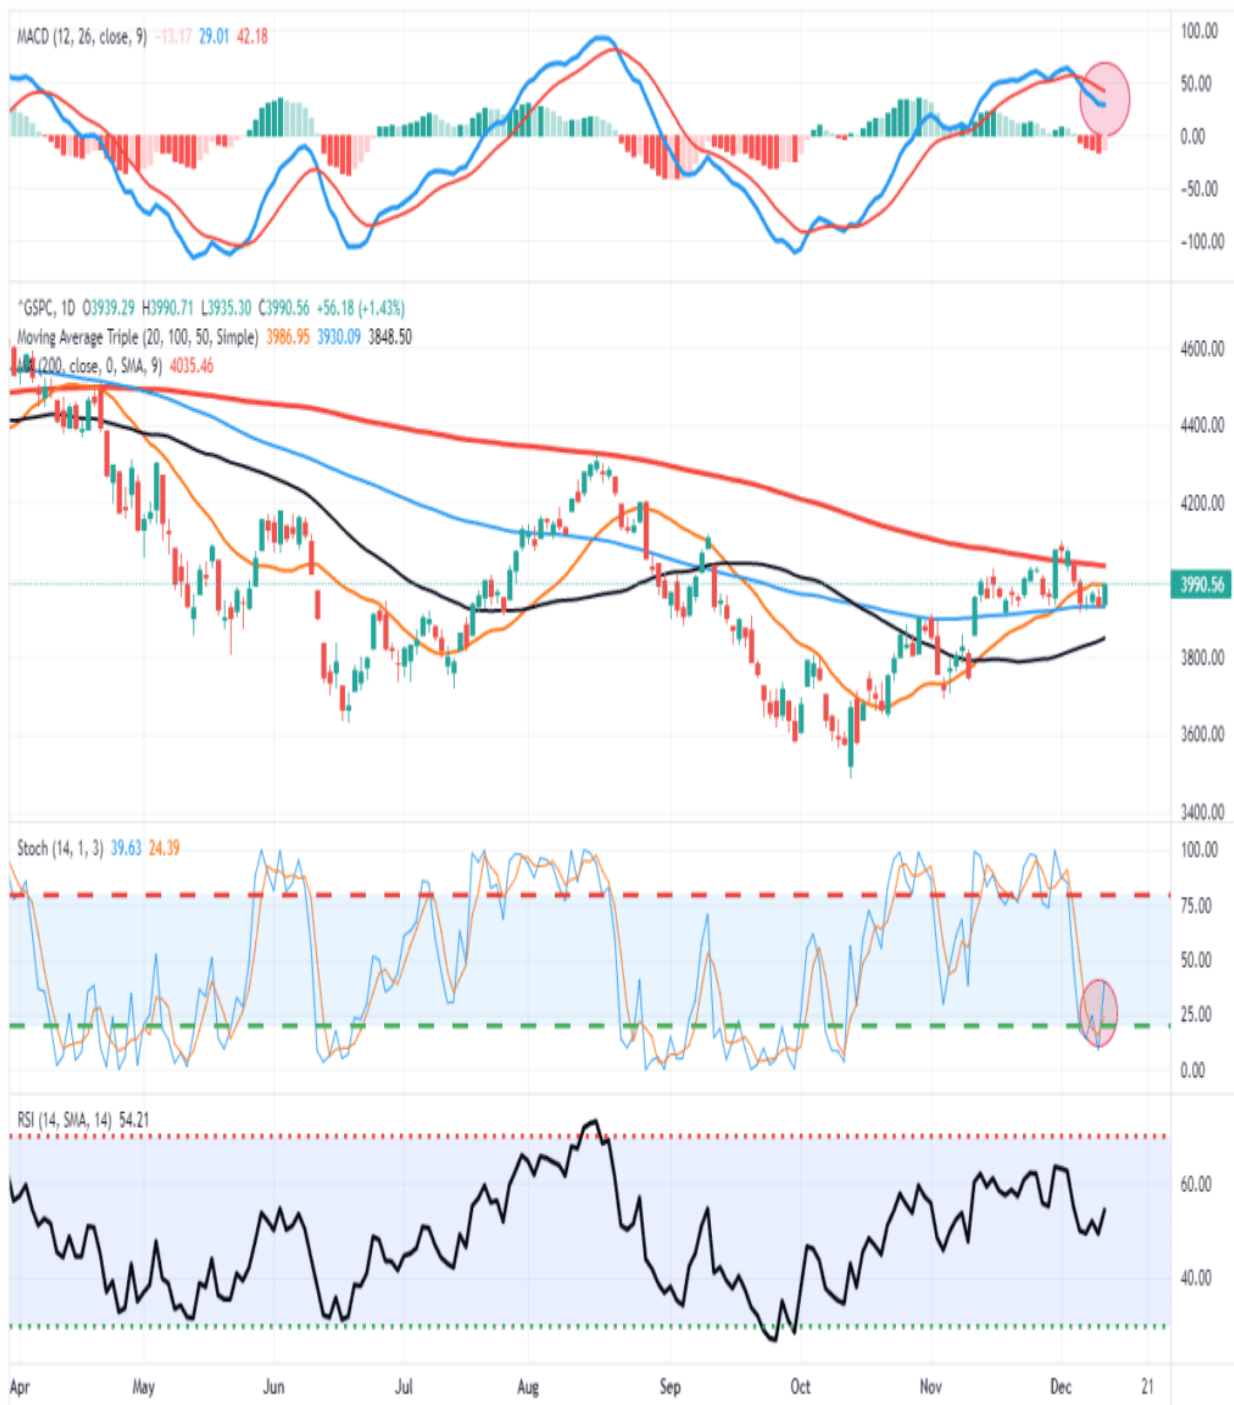 MACD (12, 26, close, 9) -13.17 29.01 42.18
100.00
50.00
0.00
-50.00
-100.00
^GSPC, 1D O3939.29 H3990.71 L3935.30 C3990.56 +56.18 (+1.43%)
Moving Average Triple (20, 100, 50, Simple) 3986.95 3930.09 3848.50
(200, close, 0, SMA, 9) 4035.46
4600.00
4400.00
4200.00
3990.56
3800.00
3600.00
3400.00
Stoch (14, 1, 3) 39.63 24.39
100.00
75.00
50.00
25.00
0.00
RSI (14, SMA, 14) 54.21
60.00
40.00
Apr May Jun Jul Aug Sep Oct Nov Dec 21